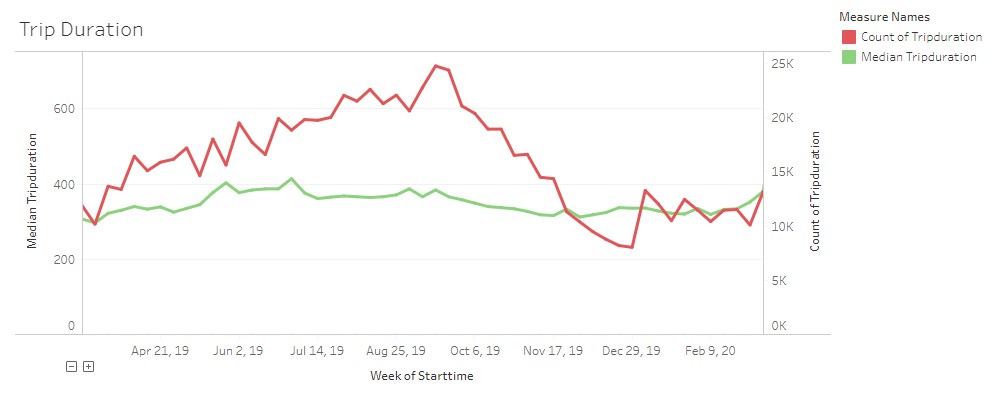 Trip Duration
Measure Names
Count of Tripduration
Median Tripduration
Median Tripduration
600
400
200
0
25K
20K
15K
10K
5K
0K
Count of Tripduration
Apr 21, 19
Jun 2, 19
Jul 14, 19
Aug 25, 19
Oct 6, 19
Nov 17, 19
Dec 29, 19
Feb 9, 20
Week of Starttime